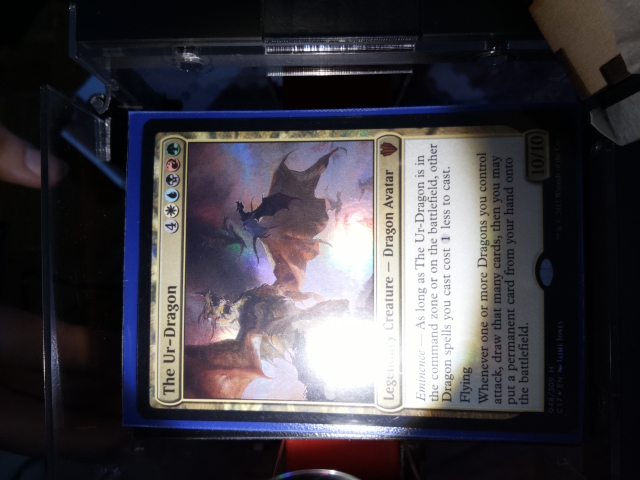 The Ur-Dragon
4
Legendary Creature — Dragon Avatar
Eminence — As long as The Ur-Dragon is in
the command zone or on the battlefield, other
Dragon spells you cast cost 1 less to cast.
Flying
Whenever one or more Dragons you control
attack, draw that many cards, then you may
put a permanent card from your hand onto
the battlefield.
10/10